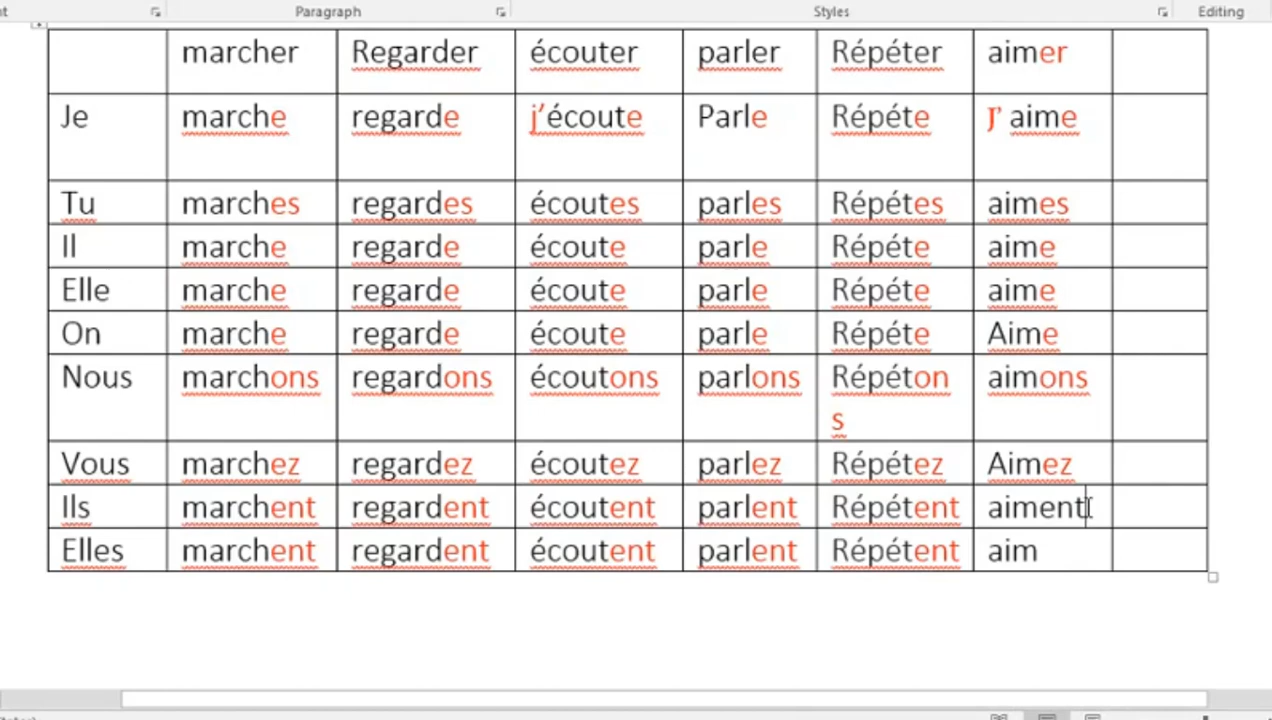 nt Paragraph Styles Editing
marcher Regarder écouter parler Répéter aimer
Je marche regarde j'écoute Parle Répéte J' aime
Tu marches regardes écoutes parles Répétes aimes
Il marche regarde écoute parle Répéte aime
Elle marche regarde écoute parle Répéte aime
On marche regarde écoute parle Répéte Aime
Nous marchons regardons écoutons parlons Répéton aimons
s
Vous marchez regardez écoutez parlez Répétez Aimez
Ils marchent regardent écoutent parlent Répétent aiment
Elles marchent regardent écoutent parlent Répétent aim